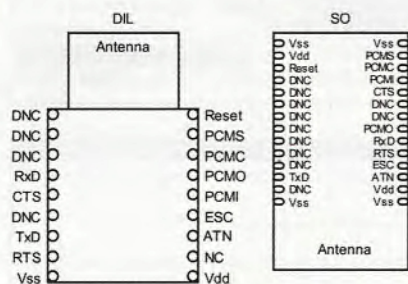 DIL
Antenna
DNC Reset
DNC PCMS
DNC PCMC
RxD PCMO
CTS PCMI
DNC ESC
TxD ATN
RTS NC
Vss Vdd
SO
Vss Vss
Vdd PCMS
Reset PCMC
DNC PCMI
DNC CTS
DNC DNC
DNC DNC
DNC PCMO
DNC RxD
DNC RTS
DNC ESC
TxD ATN
DNC Vdd
Vss Vss
Antenna